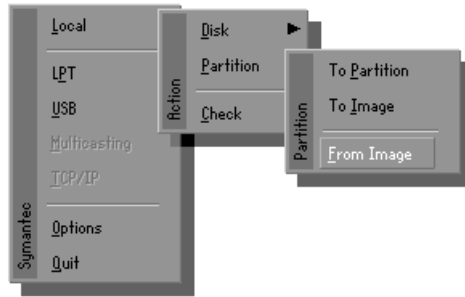 Local
LPT
USB
Multicasting
TCP/IP
Options
Quit
Symantec
Disk
Partition
Check
Action
To Partition
To Image
From Image
Partition